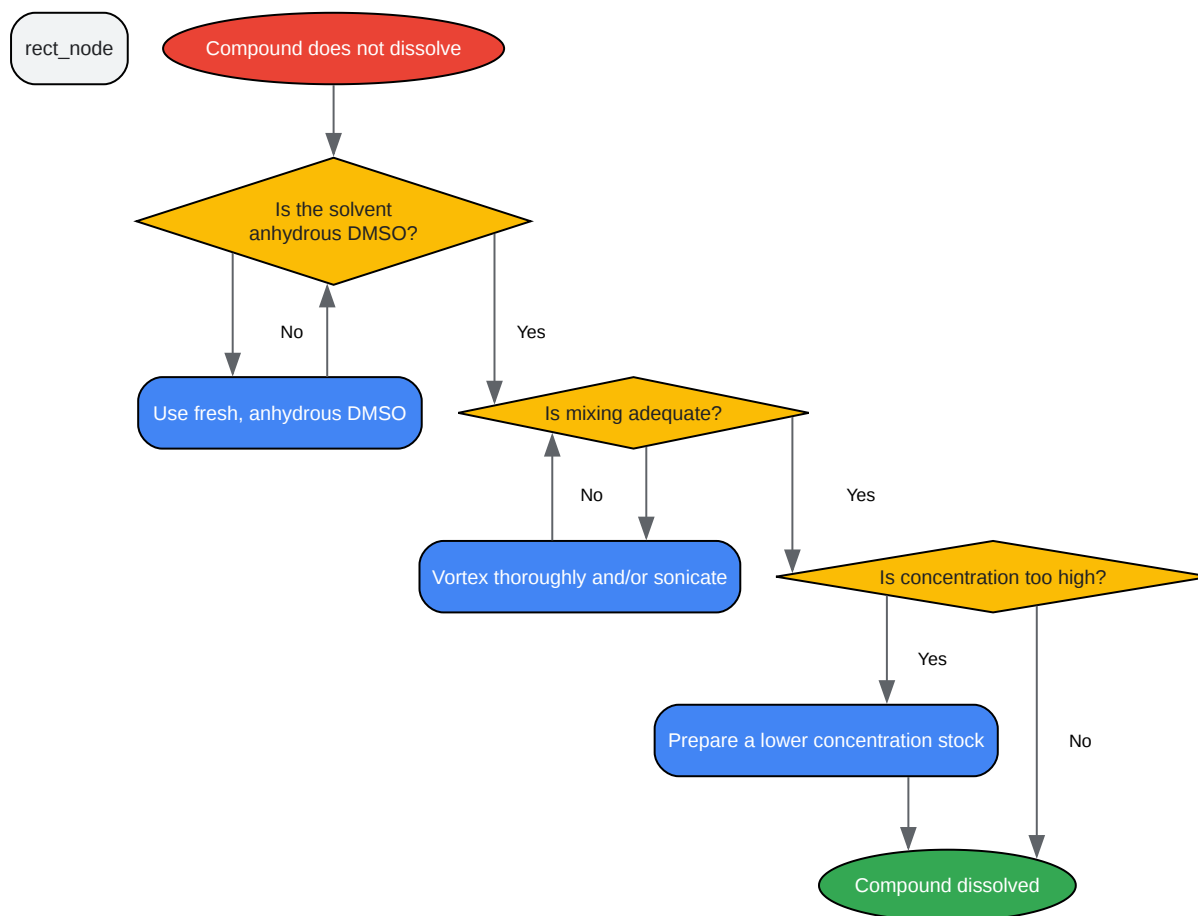 rect_node
Compound does not dissolve
Is the solvent
anhydrous DMSO?
No
Yes
Use fresh, anhydrous DMSO
Is mixing adequate?
No
Yes
Vortex thoroughly and/or sonicate
Is concentration too high?
Yes
Prepare a lower concentration stock
No
Compound dissolved